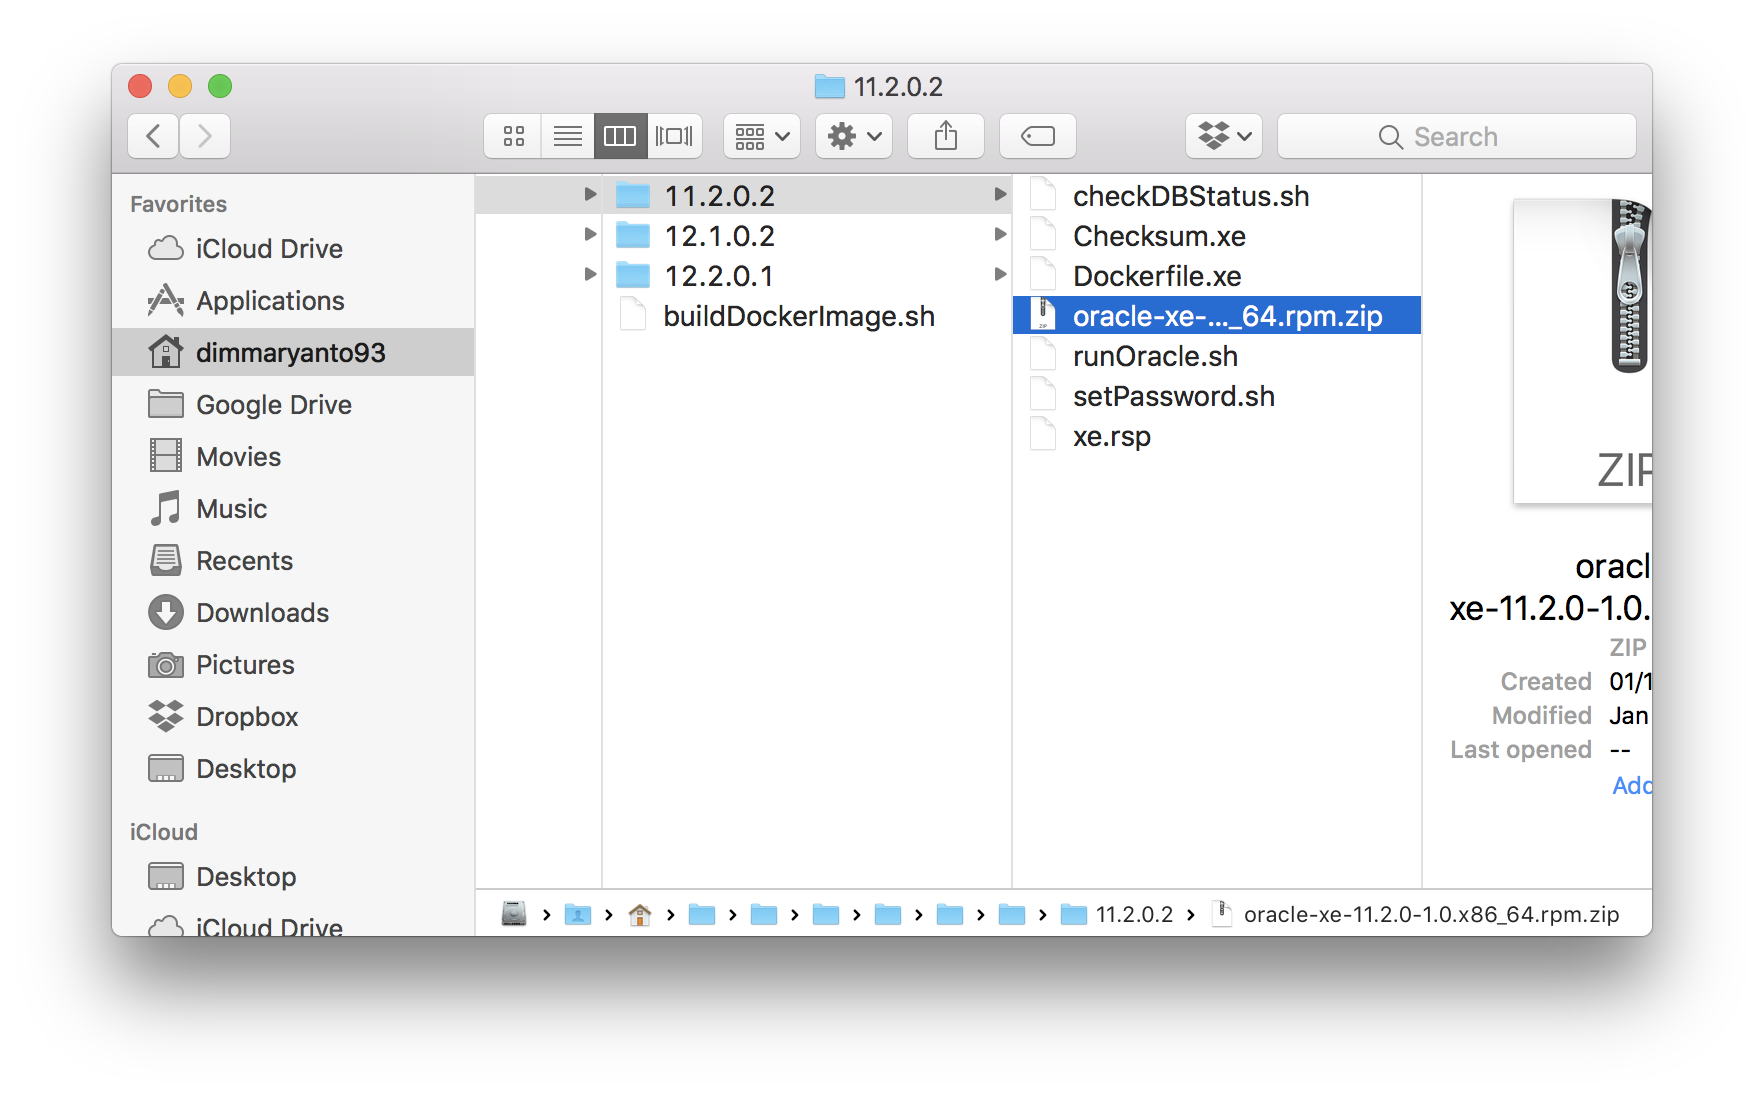 11.2.0.2
Search
Favorites
iCloud Drive
Applications
dimmaryanto93
Google Drive
Movies
Music
Recents
Downloads
Pictures
Dropbox
Desktop
iCloud
Desktop
iCloud Drive
11.2.0.2
12.1.0.2
12.2.0.1
buildDockerImage.sh
checkDBStatus.sh
Checksum.xe
Dockerfile.xe
oracle-xe-..._64.rpm.zip
runOracle.sh
setPassword.sh
xe.rsp
ZIP
oracl
xe-11.2.0-1.0.
ZIP
Created 01/1
Modified Jan
Last opened --
Add
11.2.0.2 › oracle-xe-11.2.0-1.0.x86_64.rpm.zip